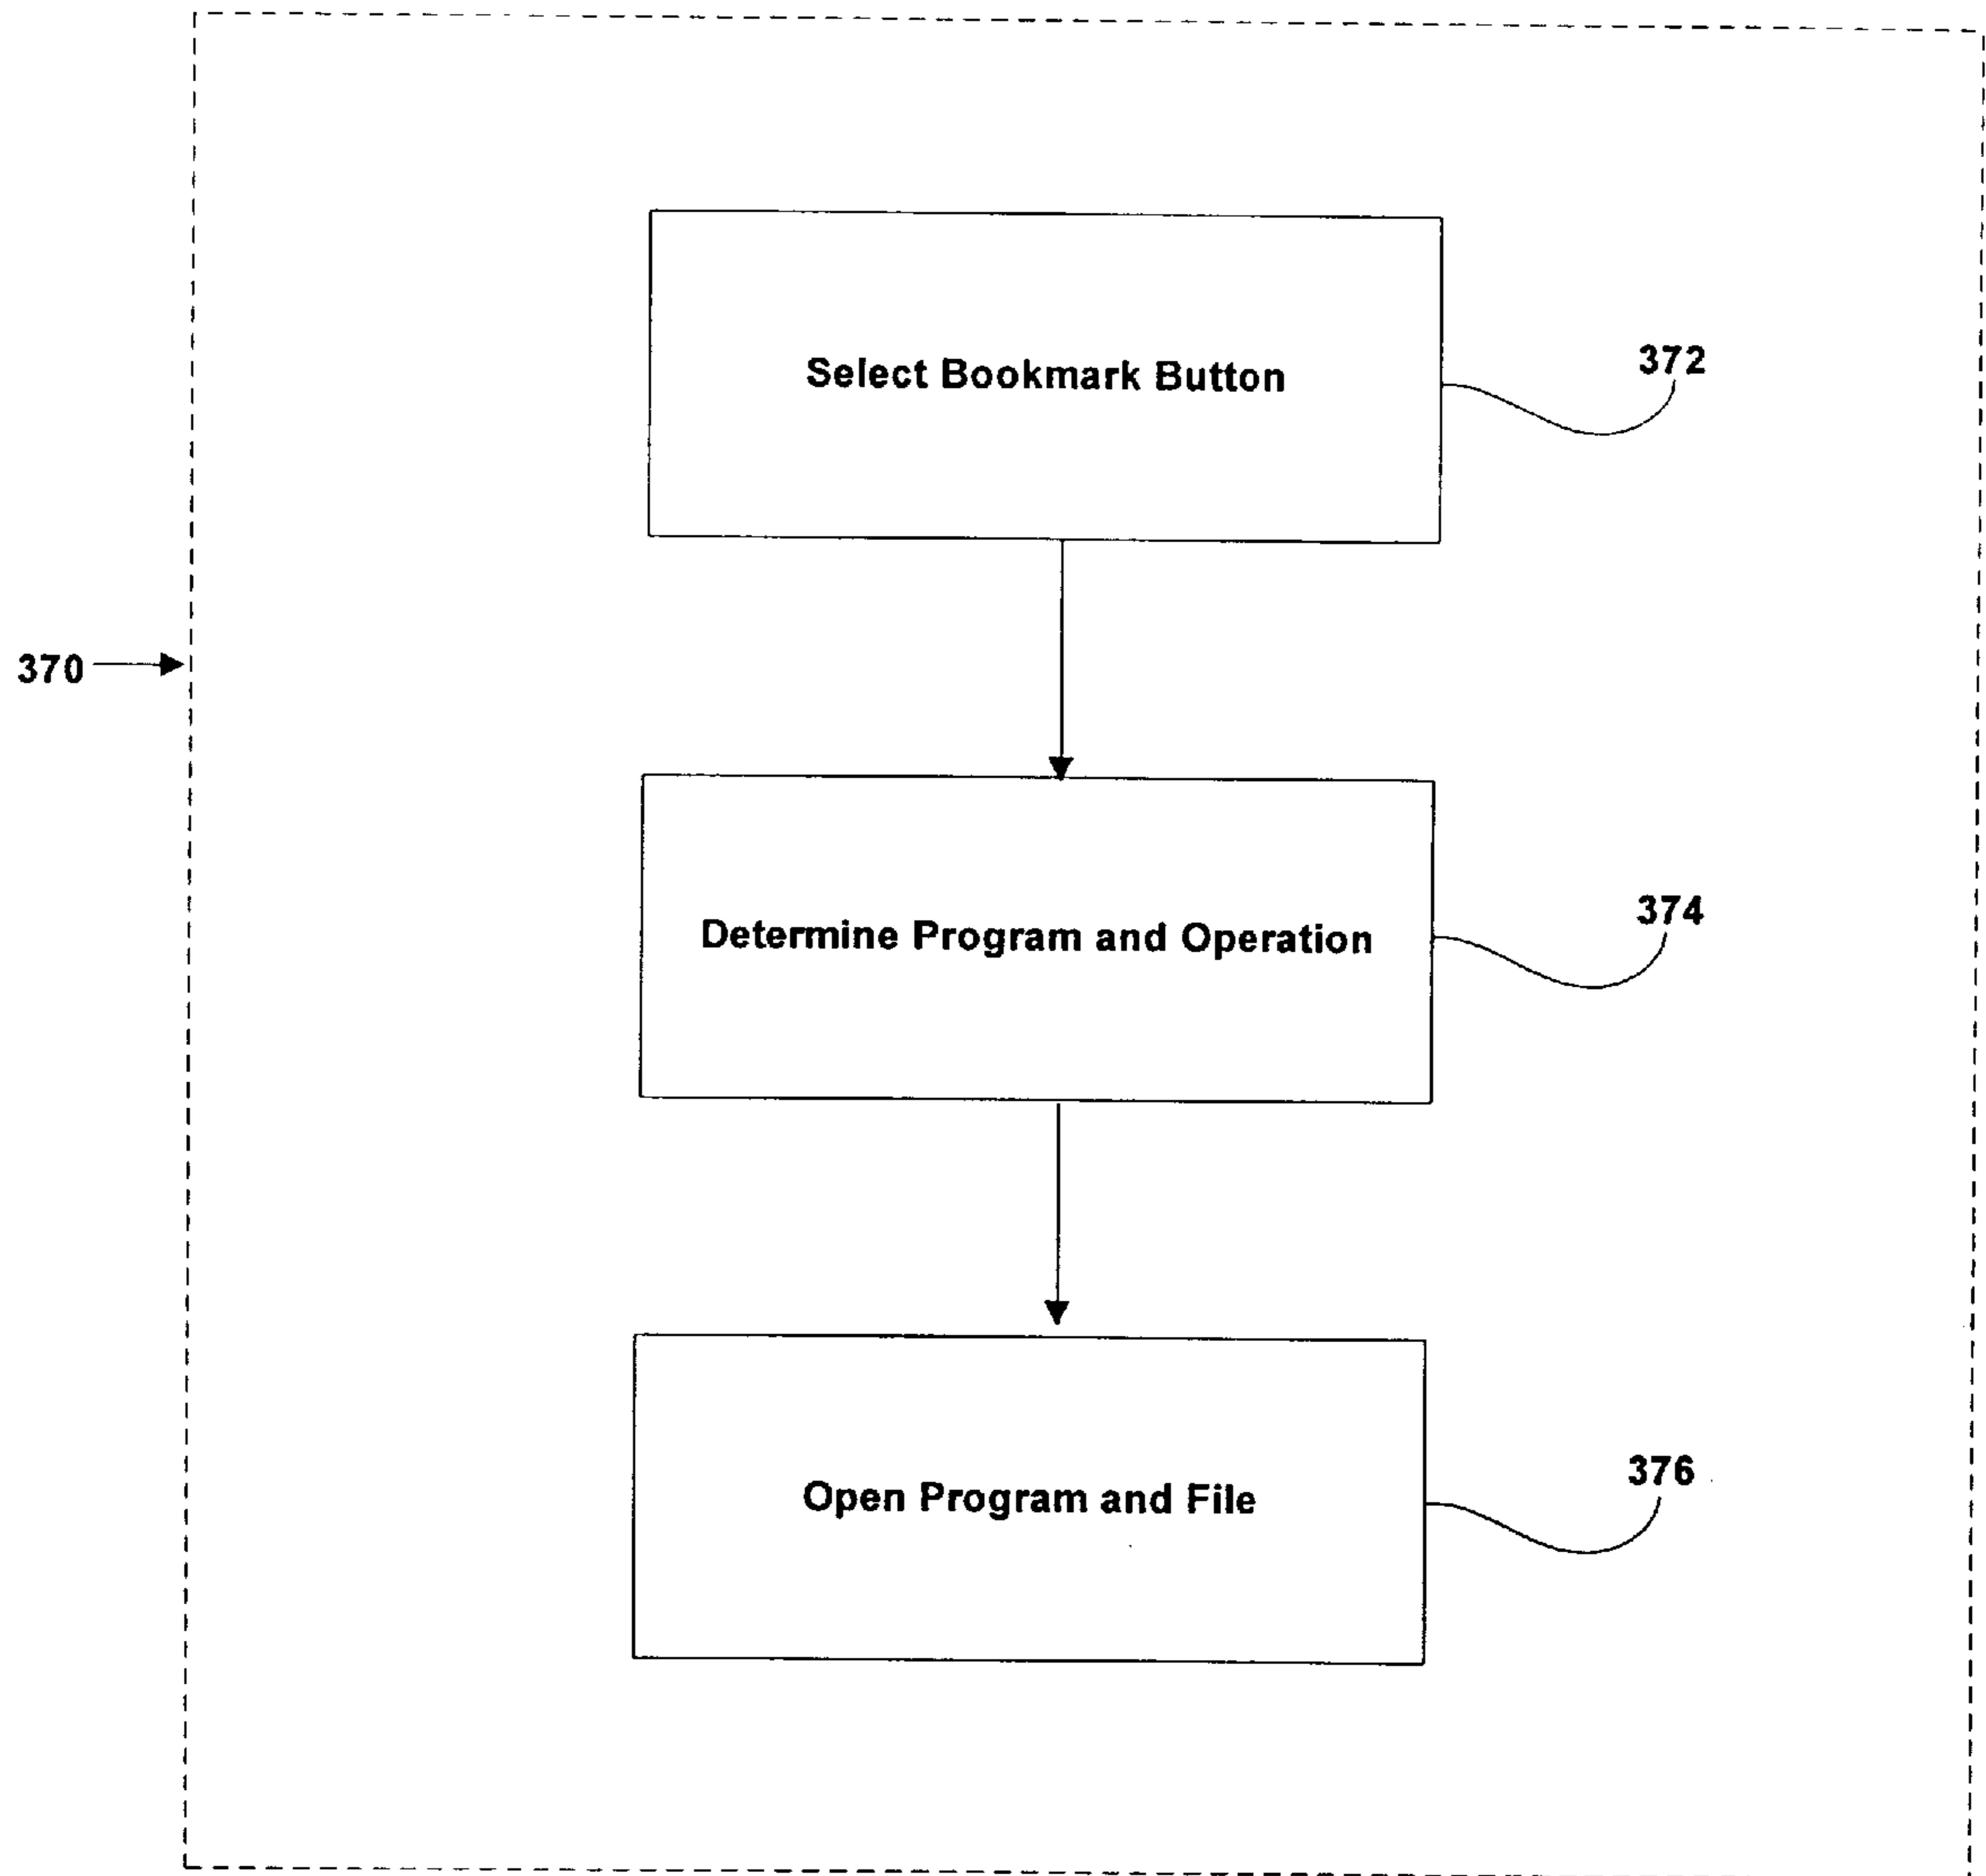 Select Bookmark Button
372
370
Determine Program and Operation
374
Open Program and File
376